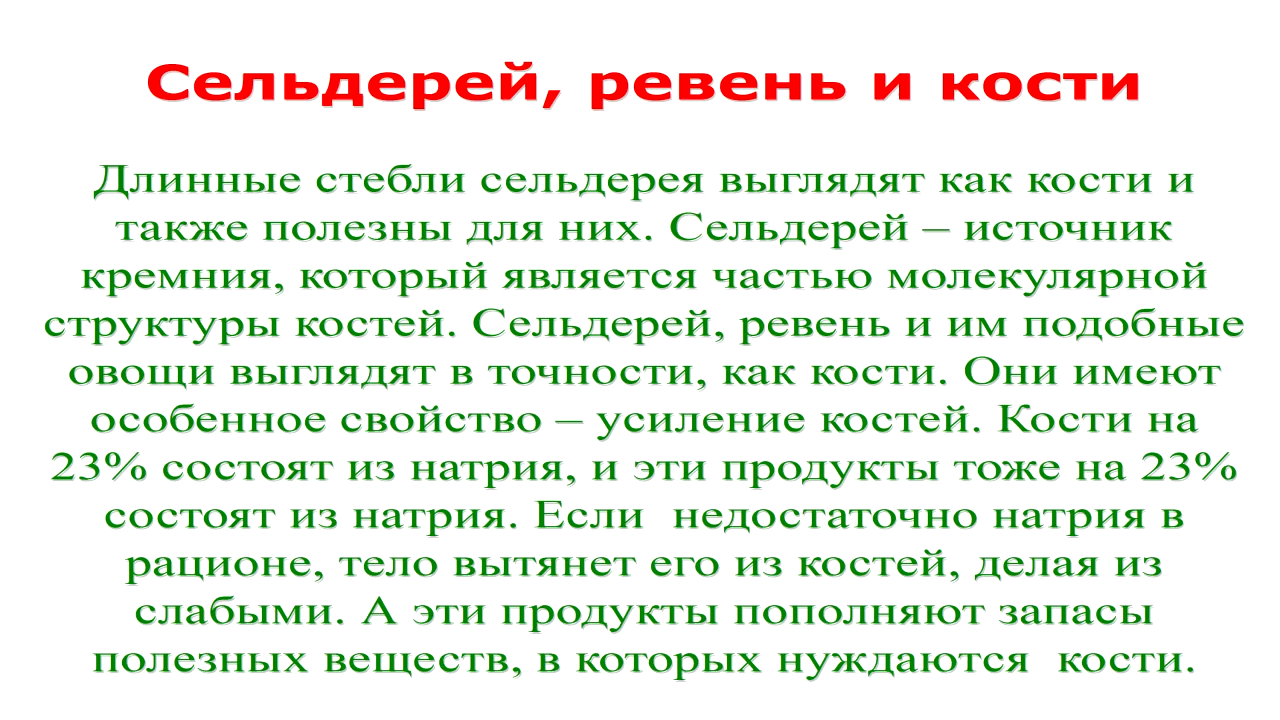 Сельдерей, ревень и кости
Длинные стебли сельдерея выглядят как кости и
также полезны для них. Сельдерей – источник
кремния, который является частью молекулярной
структуры костей. Сельдерей, ревень и им подобные
овощи выглядят в точности, как кости. Они имеют
особенное свойство – усиление костей. Кости на
23% состоят из натрия, и эти продукты тоже на 23%
состоят из натрия. Если  недостаточно натрия в
рационе, тело вытянет его из костей, делая из
слабыми. А эти продукты пополняют запасы
полезных веществ, в которых нуждаются  кости.